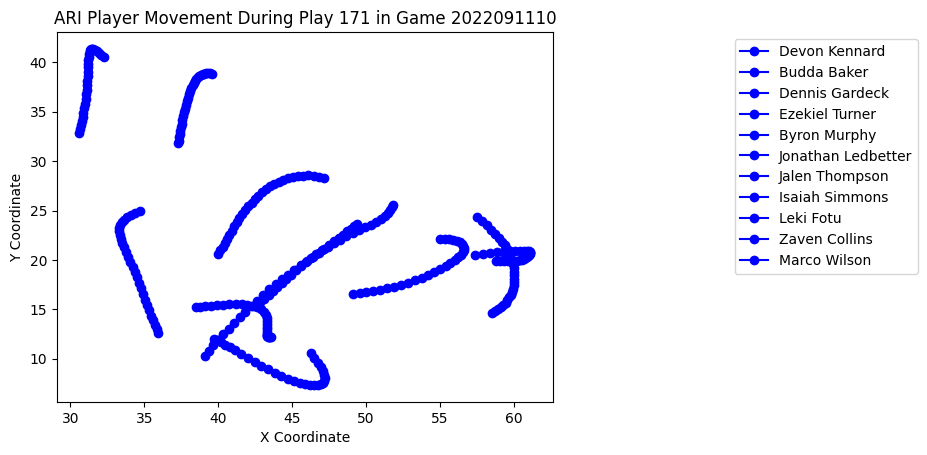 ARI Player Movement During Play 171 in Game 2022091110
Y Coordinate
40
35
30
25
20
15
10
30 35 40 45 50 55 60
X Coordinate
Devon Kennard
Budda Baker
Dennis Gardeck
Ezekiel Turner
Byron Murphy
Jonathan Ledbetter
Jalen Thompson
Isaiah Simmons
Leki Fotu
Zaven Collins
Marco Wilson